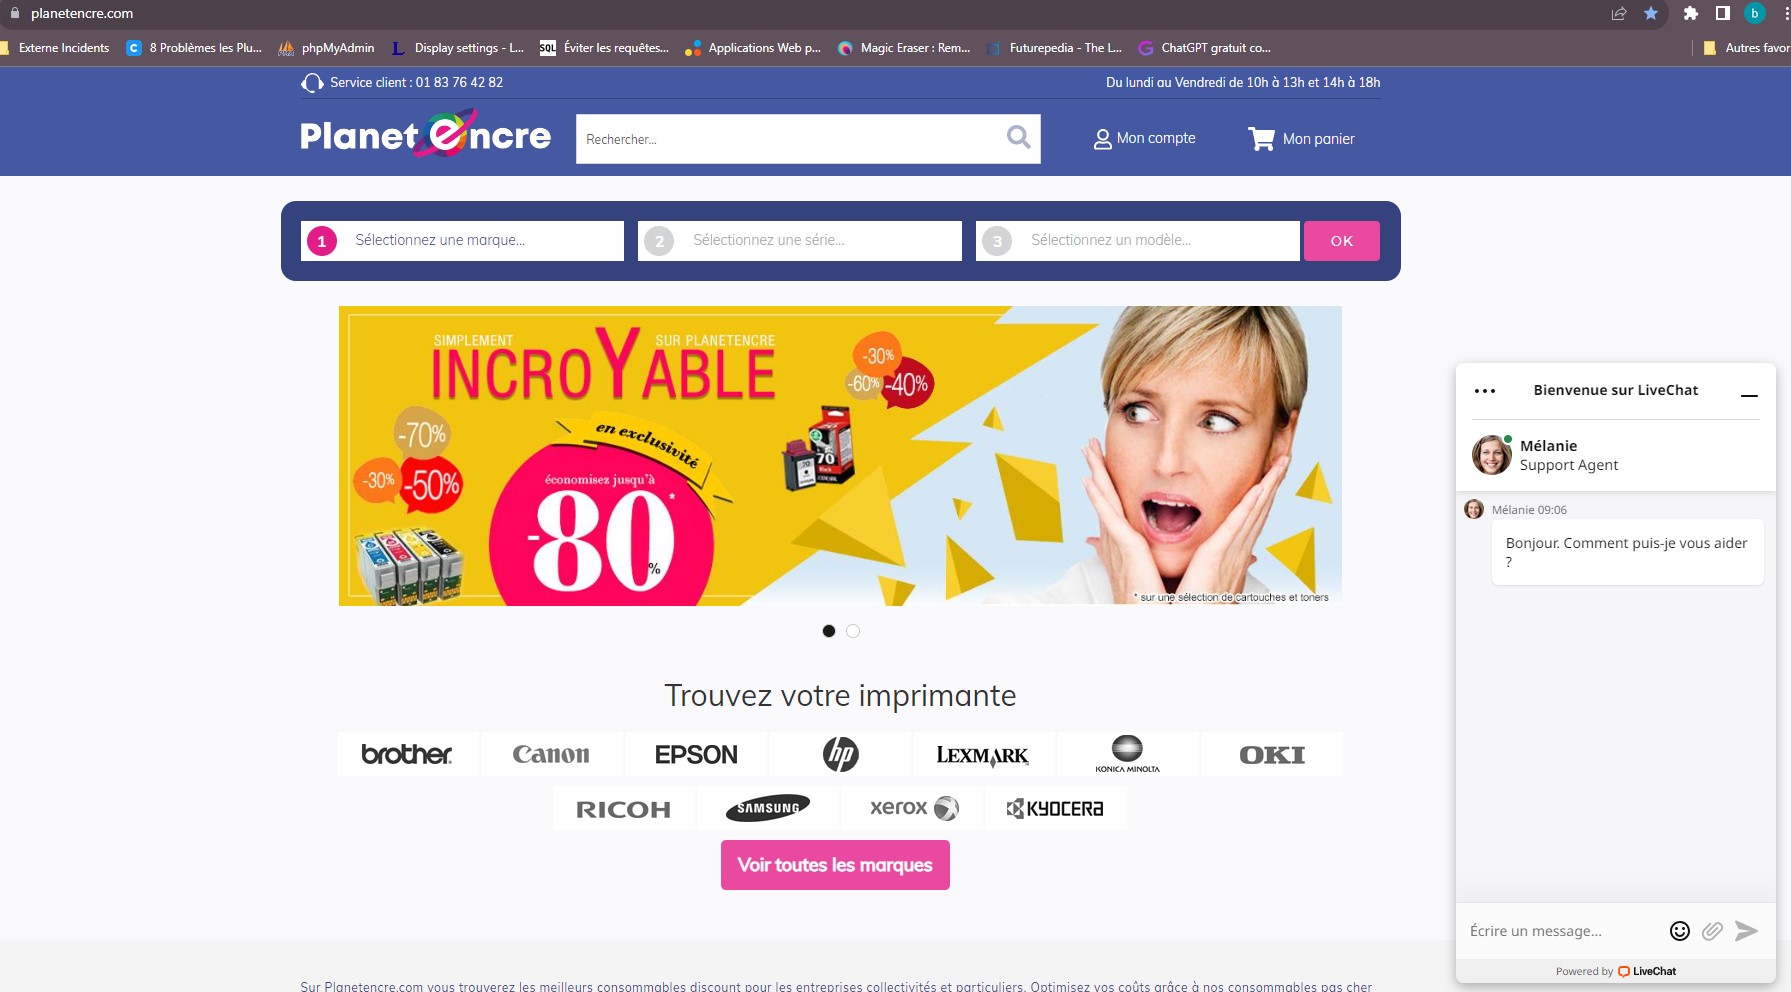 planetencre.com
b
Externe Incidents
8 Problèmes les Plu...
phpMyAdmin
Display settings - L...
SQL
Éviter les requêtes...
Applications Web p...
Magic Eraser : Rem...
Futurepedia - The L...
ChatGPT gratuit co...
Autres favor
Service client : 01 83 76 42 82
Du lundi au Vendredi de 10h à 13h et 14h à 18h
Planetencre
Rechercher...
Mon compte
Mon panier
1 Sélectionnez une marque...
2 Sélectionnez une série...
3 Sélectionnez un modèle...
OK
SIMPLEMENT
SUR PLANETENCRE
INCROYABLE
-30%
-60%
-40%
-70%
-30%
-50%
en exclusivité
économisez jusqu'à
-80%*
70
* sur une sélection de cartouches et toners
Trouvez votre imprimante
brother
Canon
EPSON
hp
LEXMARK
KONICA MINOLTA
OKI
RICOH
SAMSUNG
xerox
KYOCERA
Voir toutes les marques
Sur Planetencre.com vous trouverez les meilleurs consommables discount pour les entreprises collectivités et particuliers. Optimisez vos coûts grâce à nos consommables pas cher
Bienvenue sur LiveChat
Mélanie
Support Agent
Mélanie 09:06
Bonjour. Comment puis-je vous aider
?
Écrire un message...
Powered by LiveChat